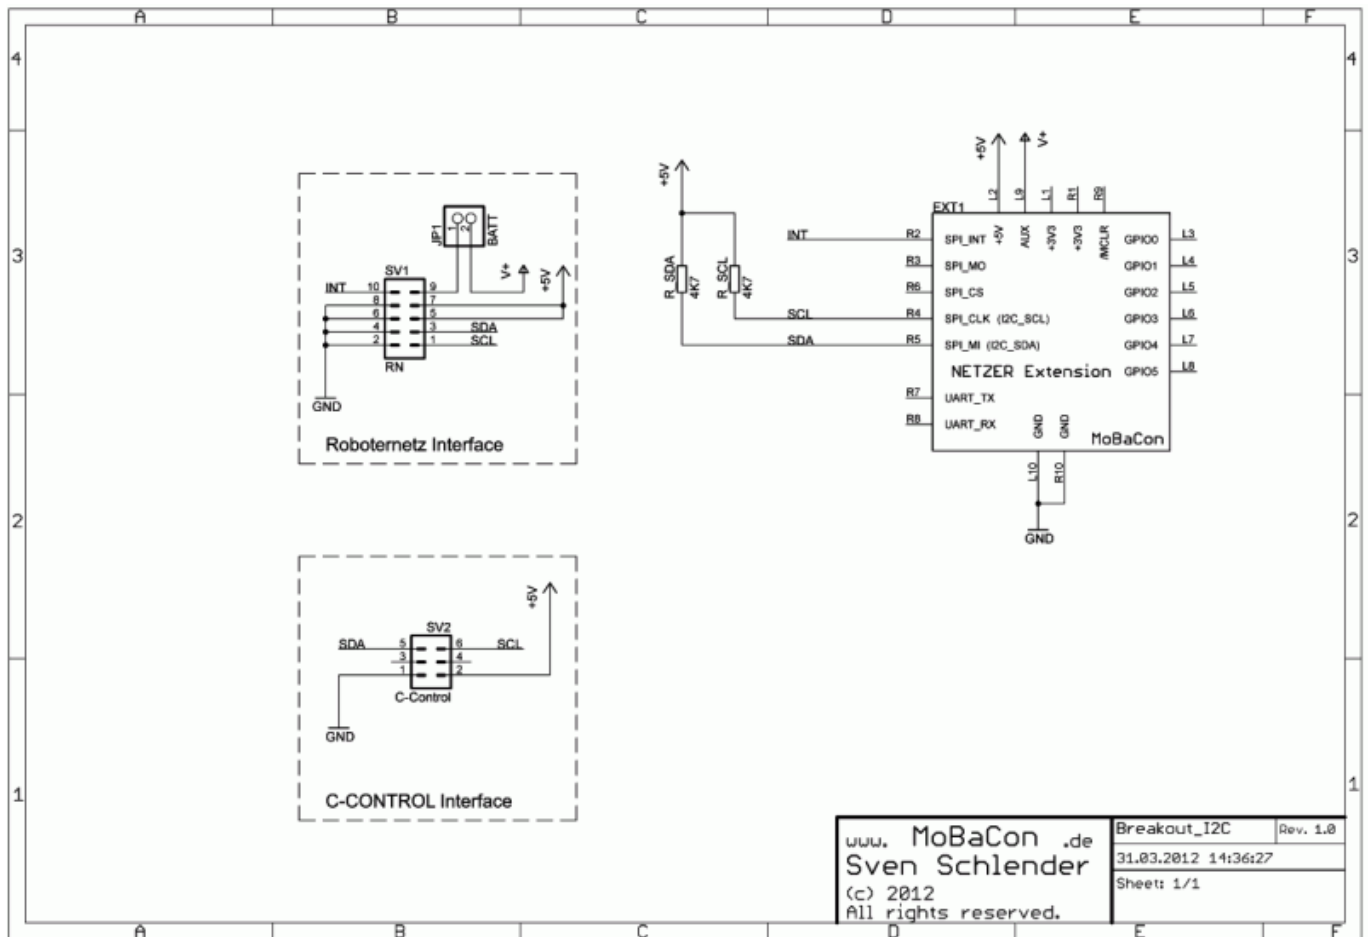 A B C D E F
4 4
+5V V+
L2 L9 L1 R1 R9
EXT1
+5V AUX +3V3 +3V3 /MCLR
INT R2 SPI_INT GPIO0 L3
R3 SPI_MO GPIO1 L4
R6 SPI_CS GPIO2 L5
SCL R4 SPI_CLK (I2C_SCL) GPIO3 L6
SDA R5 SPI_MI (I2C_SDA) GPIO4 L7
NETZER Extension GPIO5 L8
R7 UART_TX
R8 UART_RX
GND GND
MoBaCon
L10 R10
GND
+5V
R_SDA 4K7 R_SCL 4K7
3 3
JP1 1 2 BATT
V+ +5V
SV1
INT 10 9
8 7
6 5
4 3 SDA
2 1 SCL
RN
GND
Roboternetz Interface
2 2
+5V
SV2
SDA 5 6 SCL
3 4
1 2
C-Control
GND
C-CONTROL Interface
1 1
www. MoBaCon .de
Sven Schlender
(c) 2012
All rights reserved.
Breakout_I2C Rev. 1.0
31.03.2012 14:36:27
Sheet: 1/1
A B C D E F